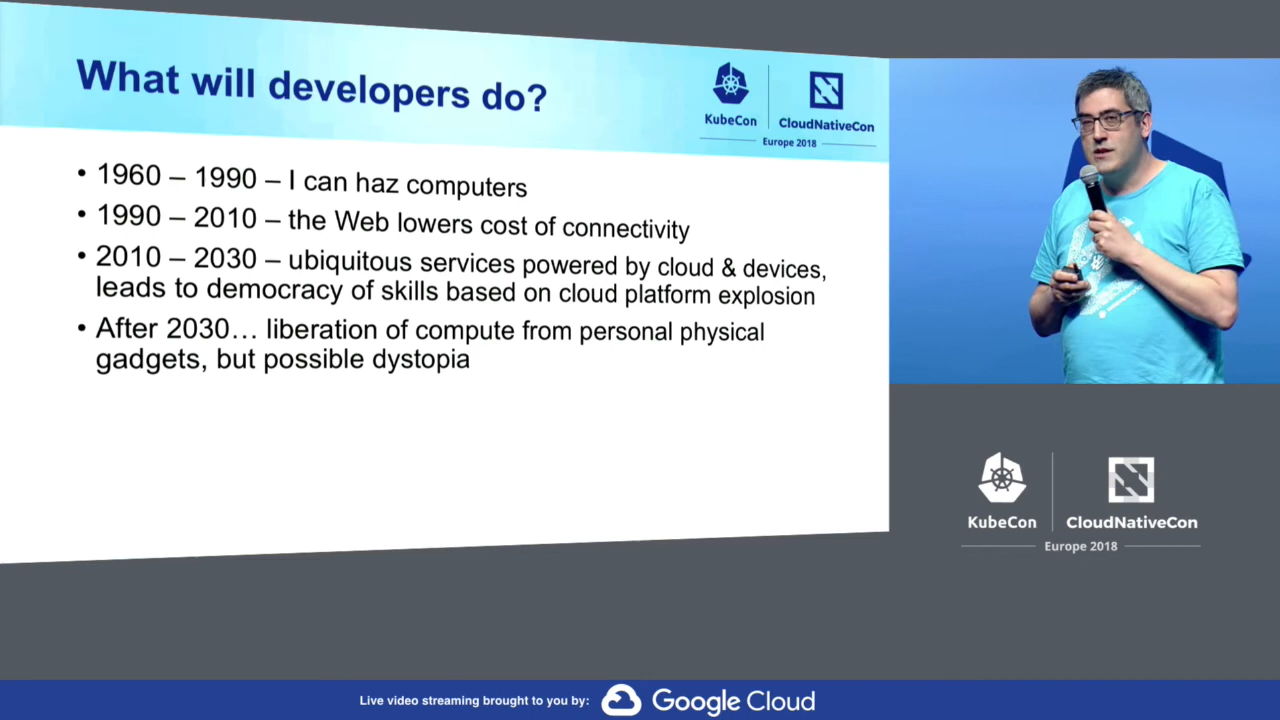 What will developers do?
KubeCon
CloudNativeCon
Europe 2018
• 1960 – 1990 – I can haz computers
• 1990 – 2010 – the Web lowers cost of connectivity
• 2010 – 2030 – ubiquitous services powered by cloud & devices,
leads to democracy of skills based on cloud platform explosion
• After 2030… liberation of compute from personal physical
gadgets, but possible dystopia
KubeCon
CloudNativeCon
Europe 2018
Live video streaming brought to you by:
Google Cloud